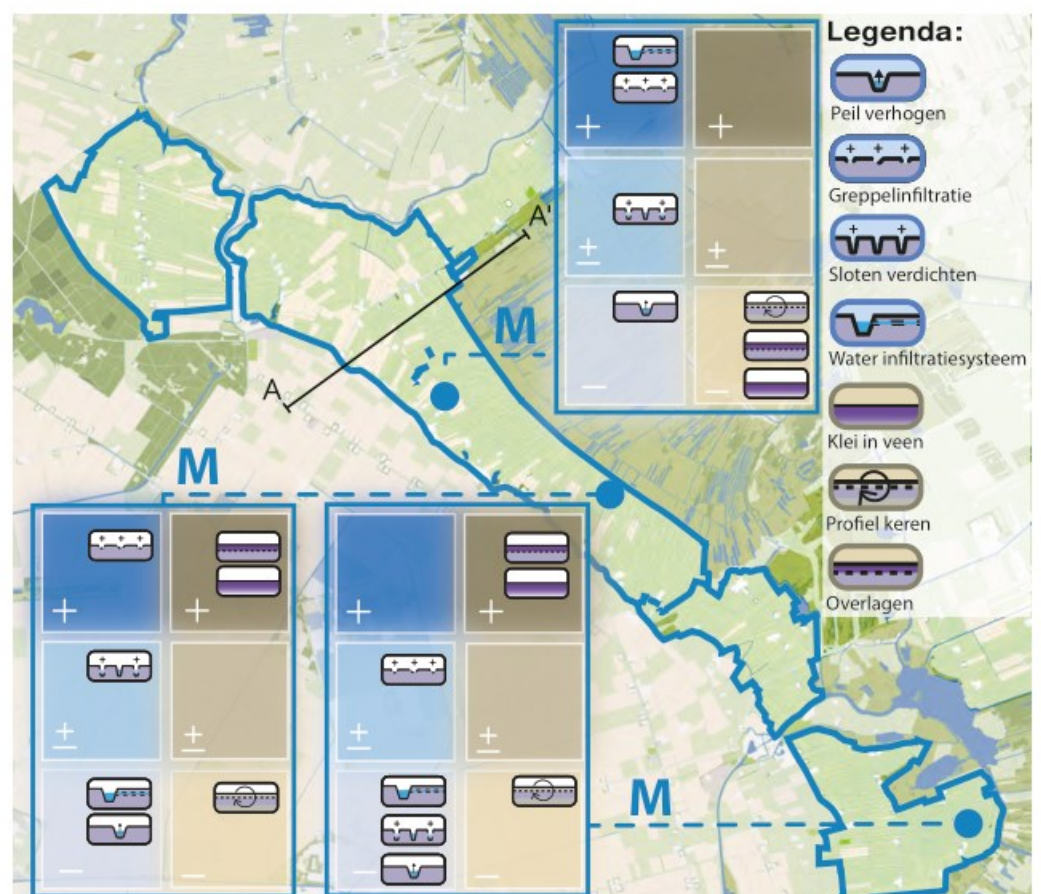 Legenda:
Peil verhogen
Greppelinfiltratie
Sloten verdichten
Water infiltratiesysteem
Klei in veen
Profiel keren
Overlagen
A'
A
M
M
M
+ +
± ±
− −
+ + + +
± ± ± ±
− − − −